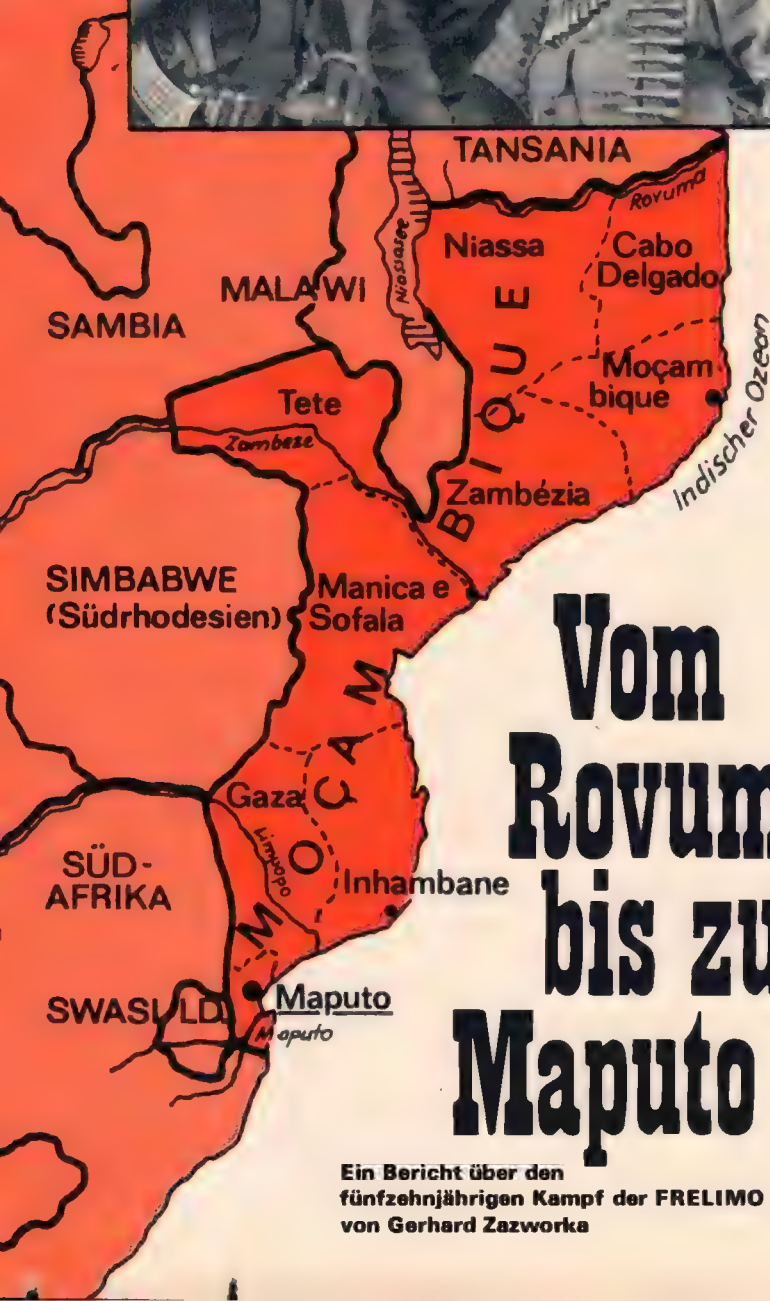 TANSANIA
Rovuma
Niassa
Cabo
Delgado
Niassasee
MALAWI
SAMBIA
Moçam
bique
Indischer Ozean
Tete
Zambeze
Zambézia
MOÇAMBIQUE
SIMBABWE
(Südrhodesien)
Manica e
Sofala
Gaza
SÜD-
AFRIKA
Inhambane
SWASILD.
Maputo
Maputo
Vom
Rovum
bis zu
Maputo
Ein Bericht über den
fünfzehnjährigen Kampf der FRELIMO
von Gerhard Zazworka